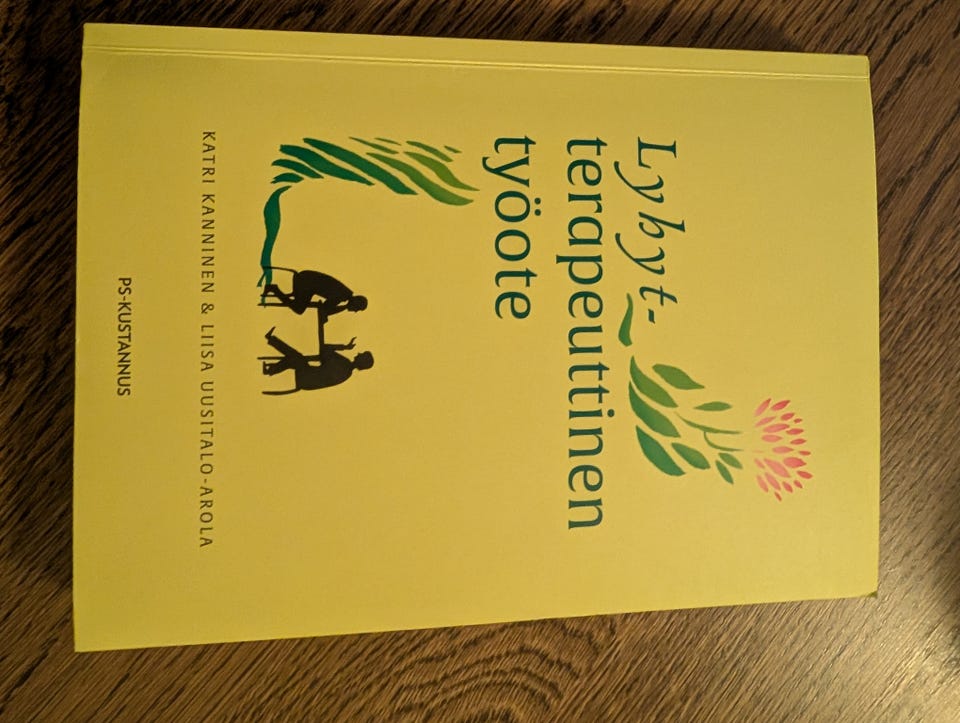 Lyhyt-
terapeuttinen
työote
KATRI KANNINEN & LIISA UUSITALO-AROLA
PS-KUSTANNUS